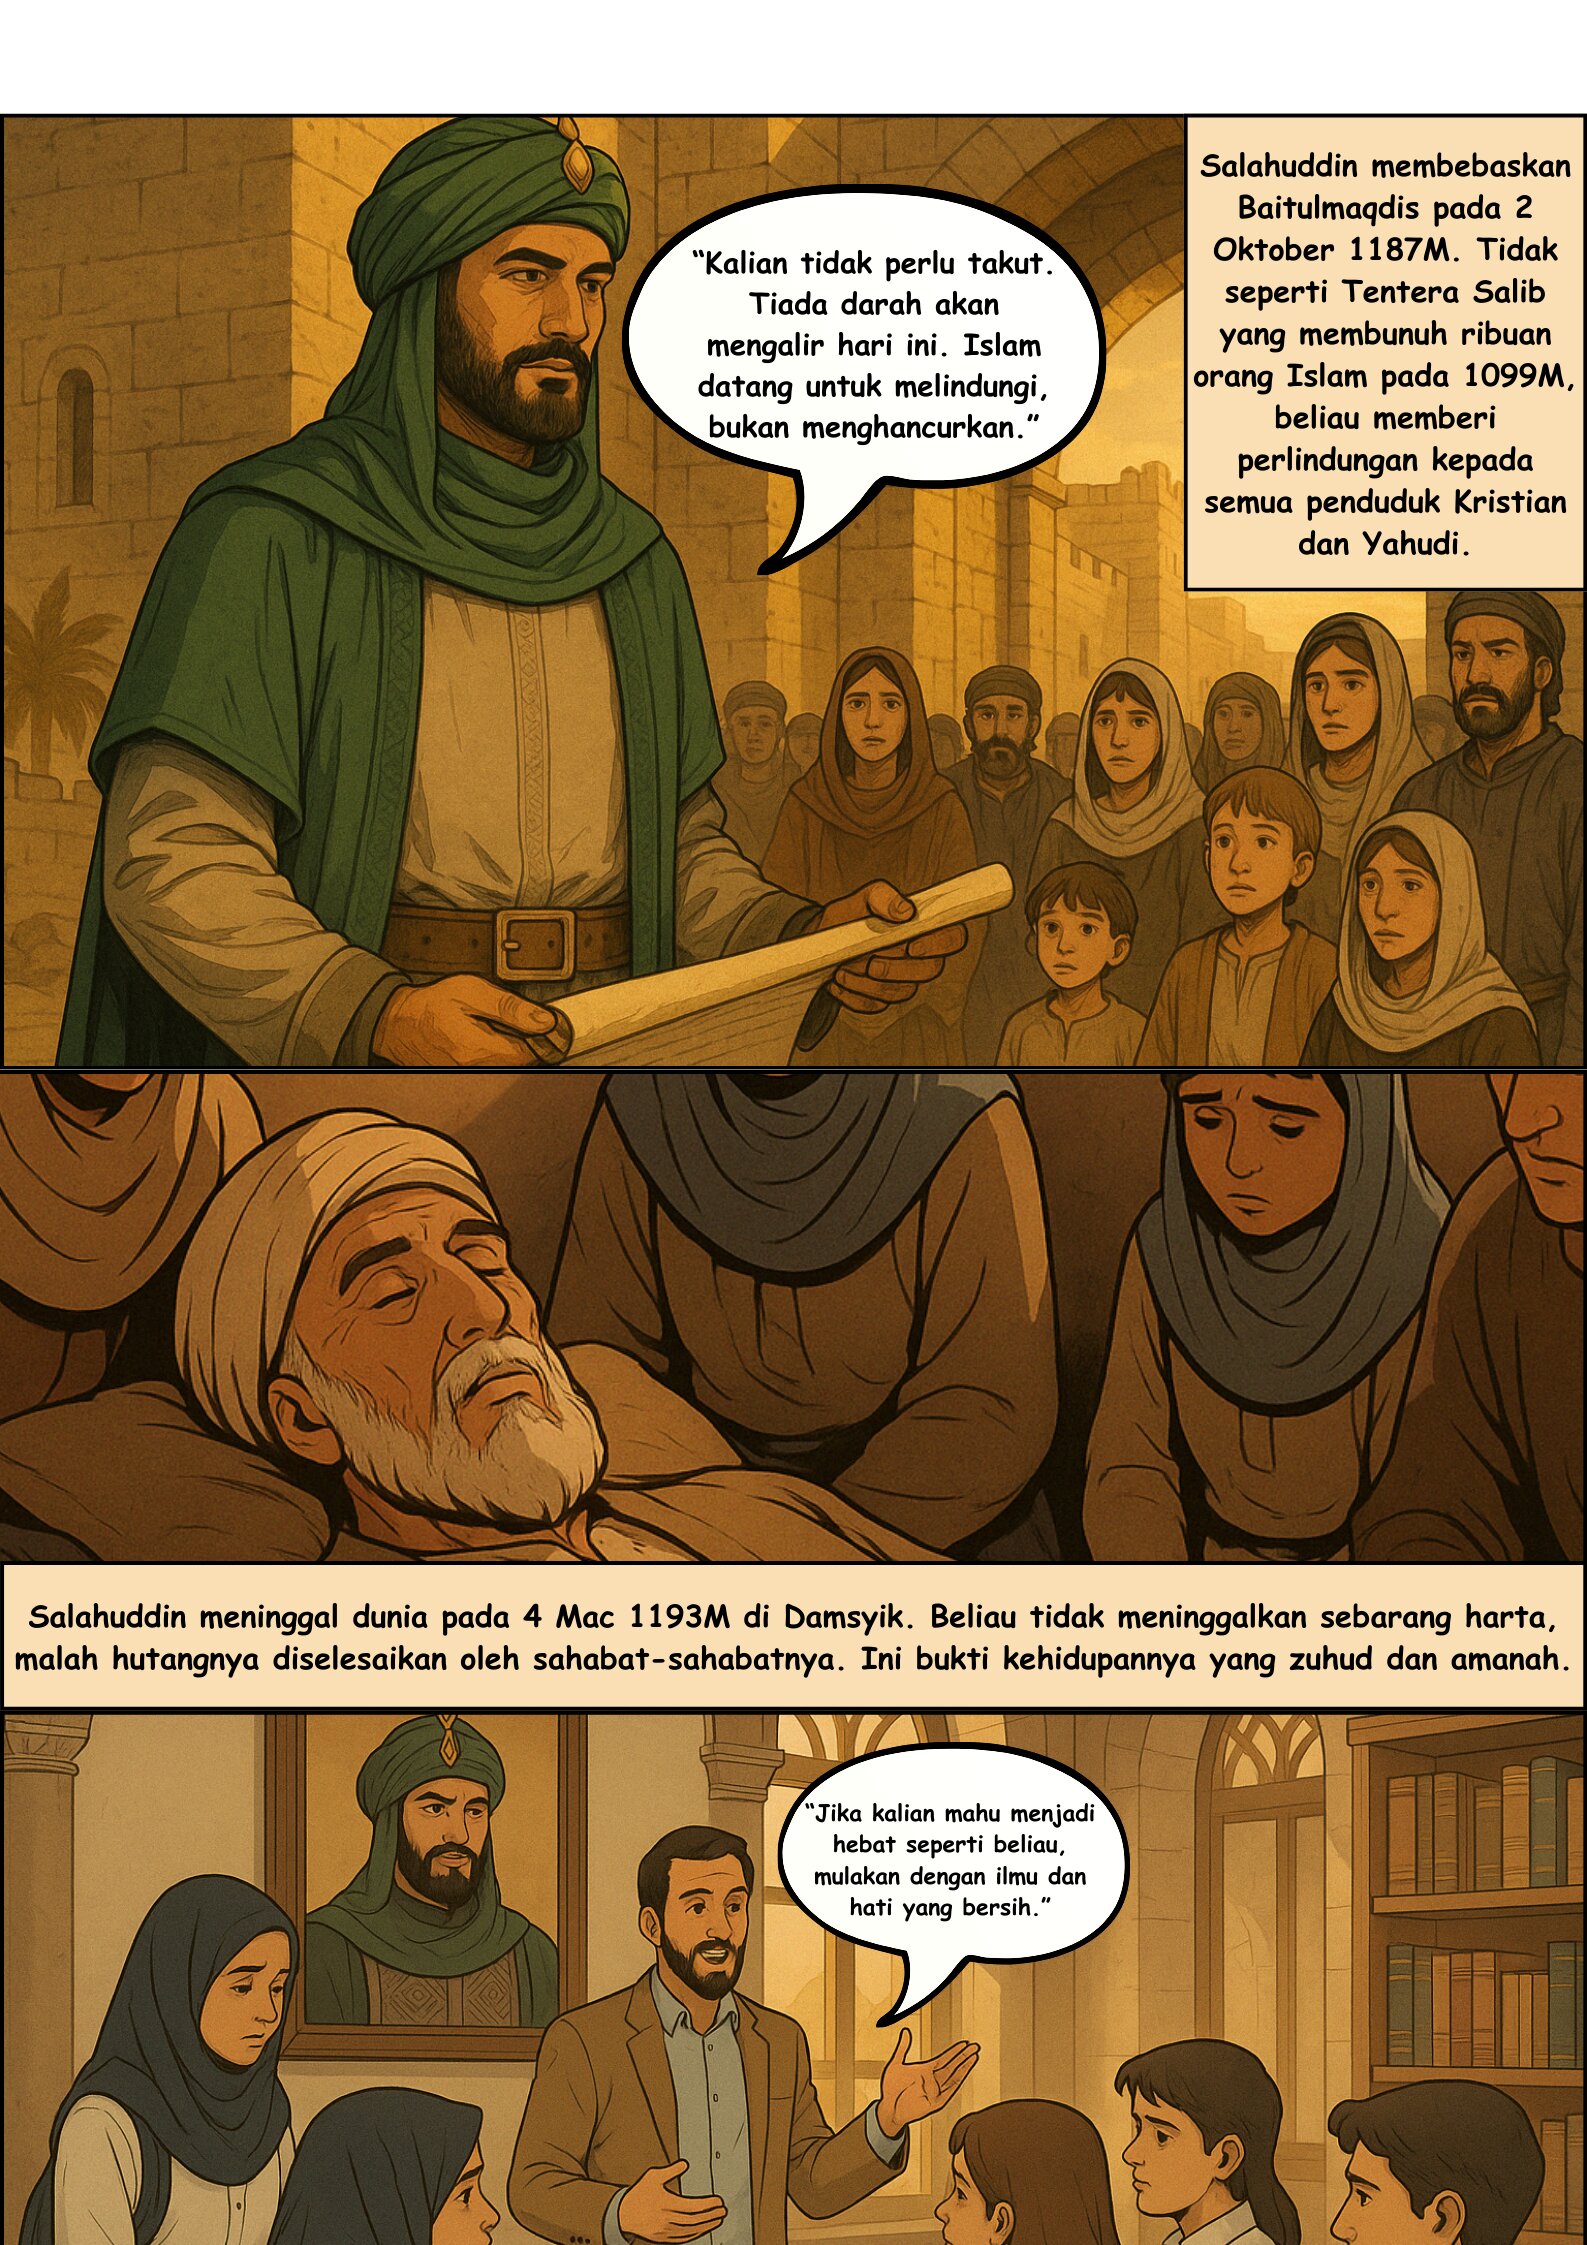 “Kalian tidak perlu takut.
Tiada darah akan
mengalir hari ini. Islam
datang untuk melindungi,
bukan menghancurkan.”
Salahuddin membebaskan
Baitulmaqdis pada 2
Oktober 1187M. Tidak
seperti Tentera Salib
yang membunuh ribuan
orang Islam pada 1099M,
beliau memberi
perlindungan kepada
semua penduduk Kristian
dan Yahudi.
Salahuddin meninggal dunia pada 4 Mac 1193M di Damsyik. Beliau tidak meninggalkan sebarang harta,
malah hutangnya diselesaikan oleh sahabat-sahabatnya. Ini bukti kehidupannya yang zuhud dan amanah.
“Jika kalian mahu menjadi
hebat seperti beliau,
mulakan dengan ilmu dan
hati yang bersih.”